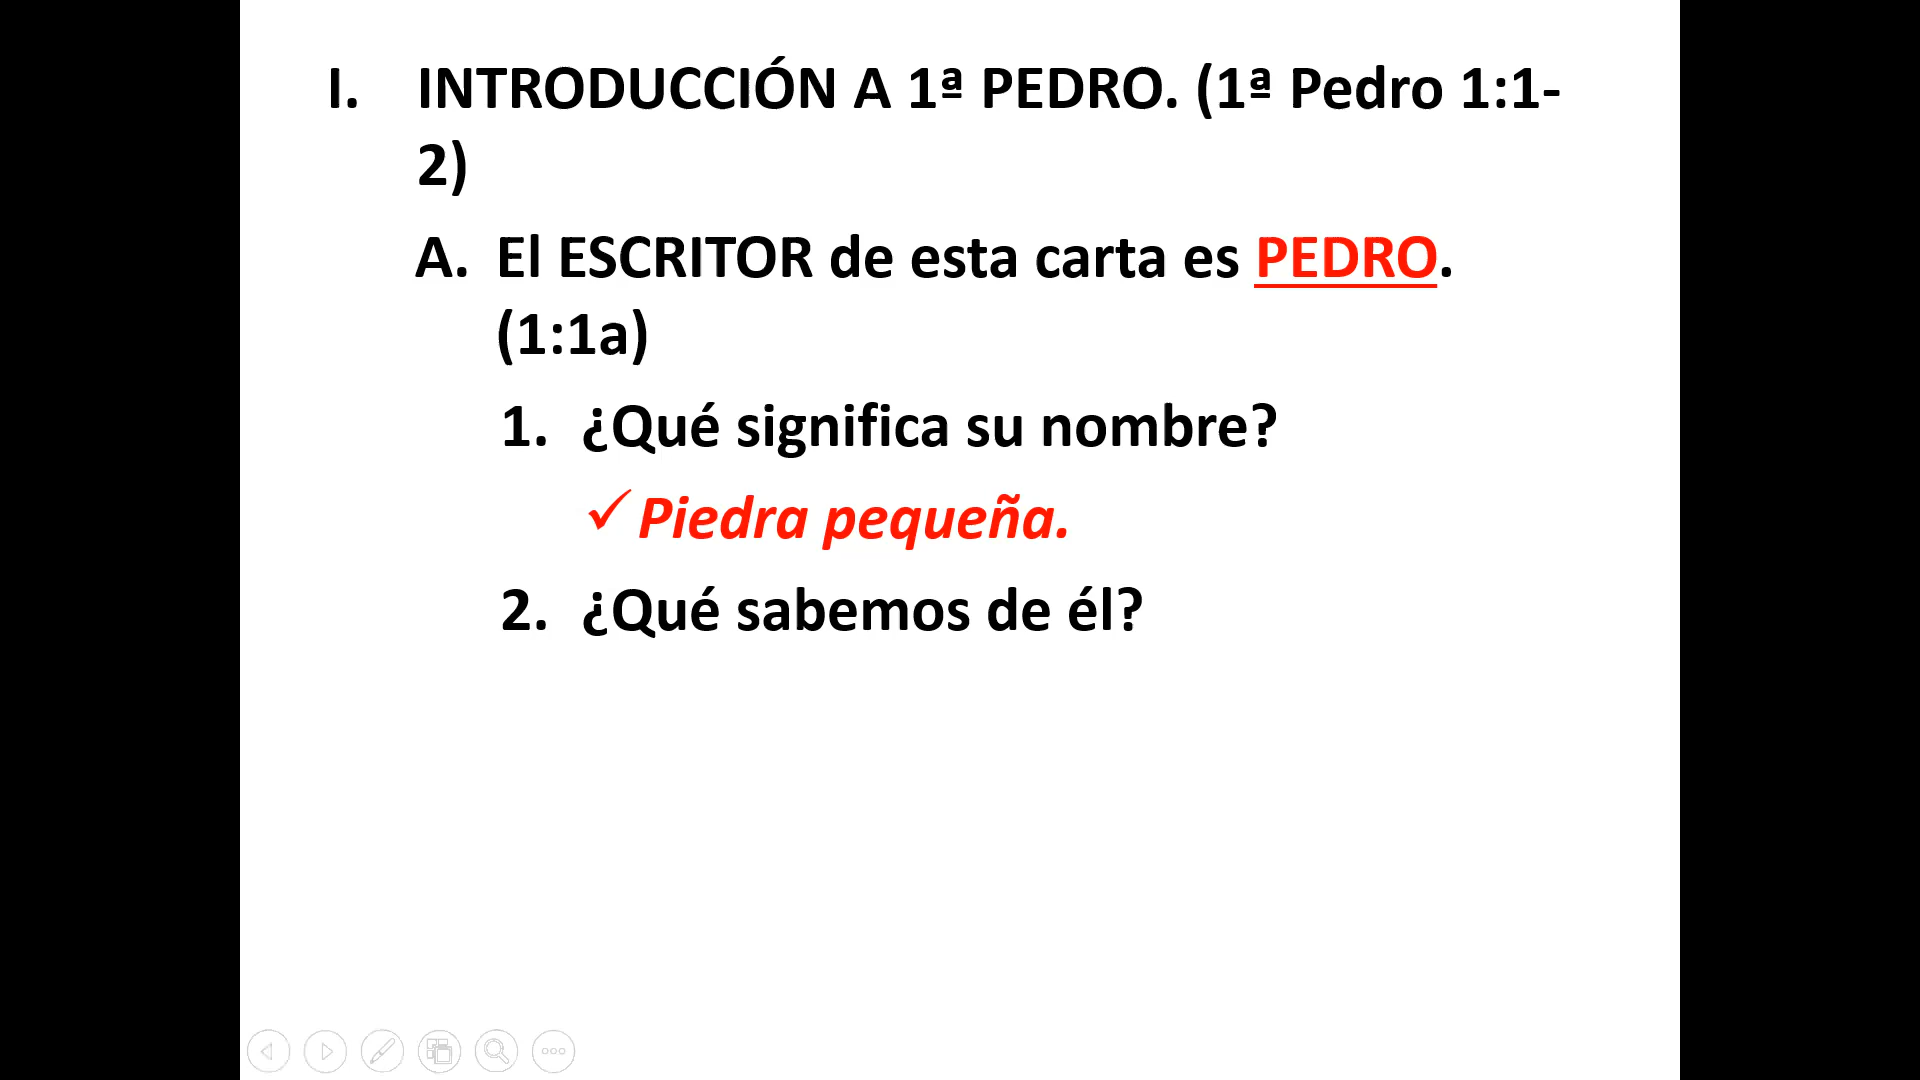 I. INTRODUCCIÓN A 1ª PEDRO. (1ª Pedro 1:1-
2)
A. El ESCRITOR de esta carta es PEDRO.
(1:1a)
1. ¿Qué significa su nombre?
✓ Piedra pequeña.
2. ¿Qué sabemos de él?